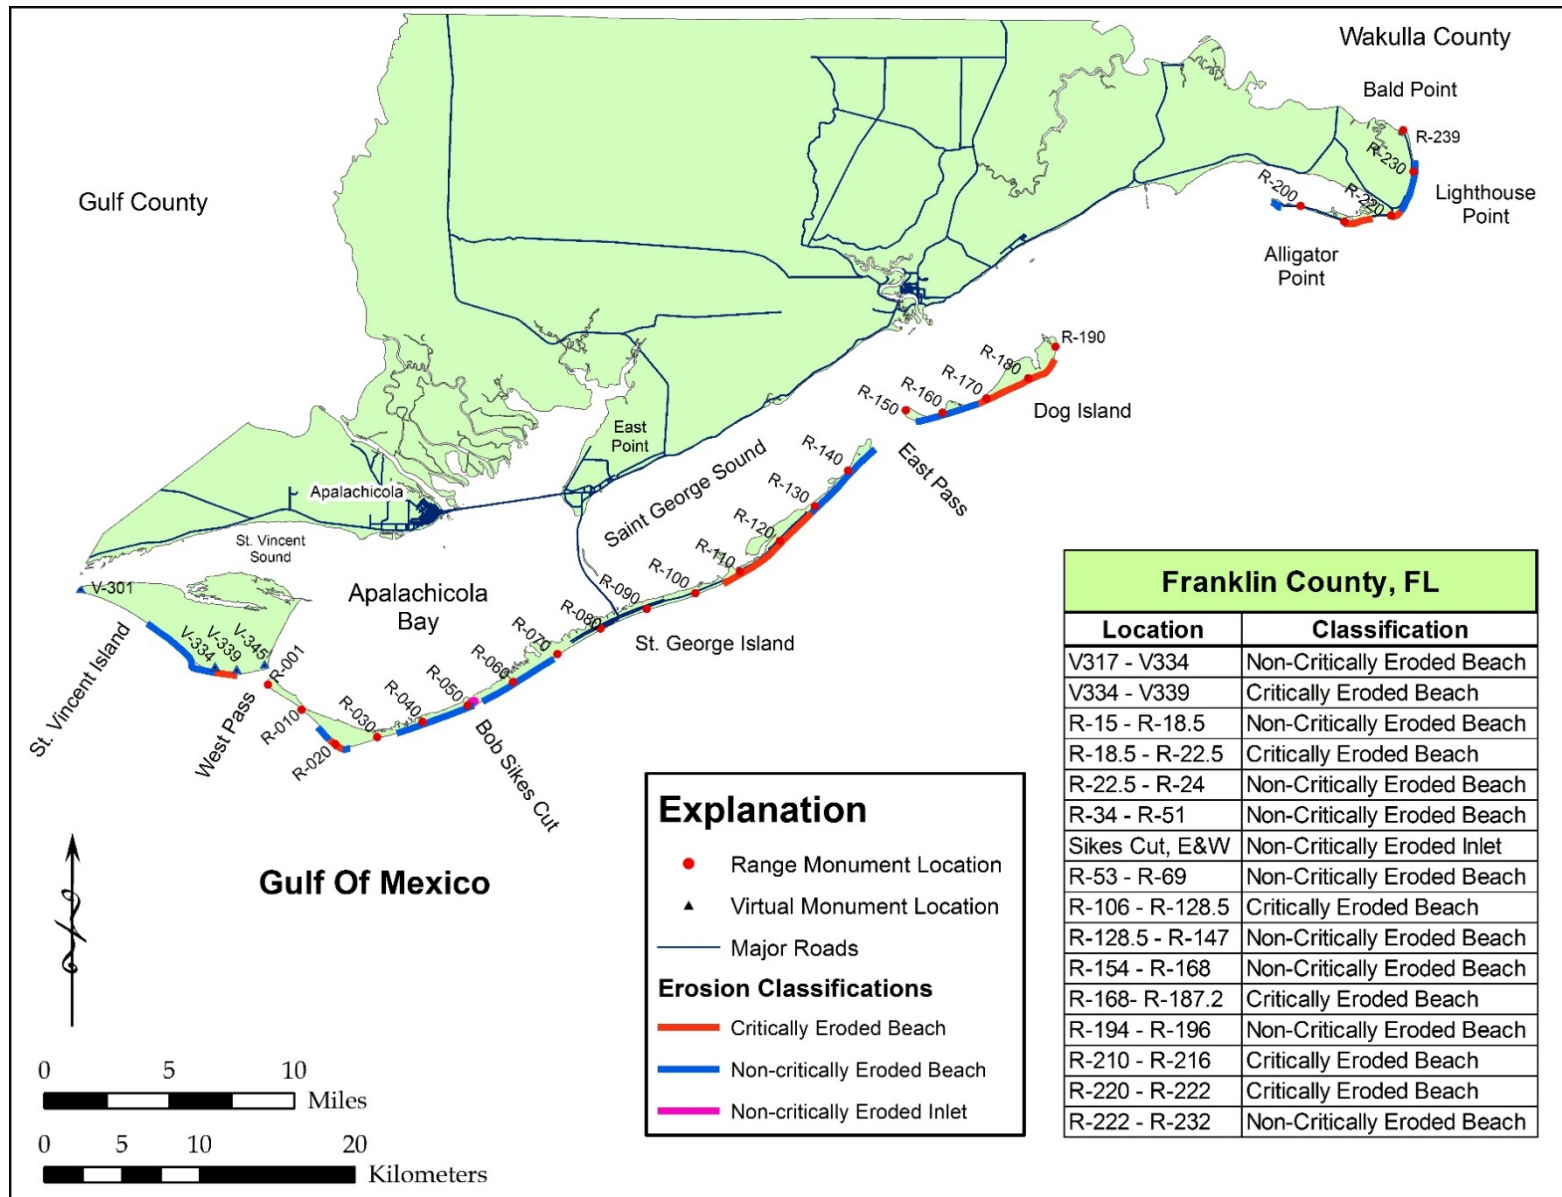 Wakulla County
Bald Point
R-239
R-230
Gulf County
R-200
R-220
Lighthouse
Point
Alligator
Point
R-190
R-180
R-170
R-160
R-150
Dog Island
East
Point
Saint George Sound
R-140
East Pass
R-130
Apalachicola
R-120
St. Vincent
Sound
R-110
R-100
V-301
Apalachicola
Bay
R-090
R-080
St. George Island
St. Vincent Island
V-334
V-339
V-345
R-001
R-070
R-060
R-050
R-040
R-030
West Pass
R-010
R-020
Bob Sikes Cut
Gulf Of Mexico
0 5 10
Miles
0 5 10 20
Kilometers
Explanation
Range Monument Location
Virtual Monument Location
Major Roads
Erosion Classifications
Critically Eroded Beach
Non-critically Eroded Beach
Non-critically Eroded Inlet
Franklin County, FL
Location Classification
V317 - V334 Non-Critically Eroded Beach
V334 - V339 Critically Eroded Beach
R-15 - R-18.5 Non-Critically Eroded Beach
R-18.5 - R-22.5 Critically Eroded Beach
R-22.5 - R-24 Non-Critically Eroded Beach
R-34 - R-51 Non-Critically Eroded Beach
Sikes Cut, E&W Non-Critically Eroded Inlet
R-53 - R-69 Non-Critically Eroded Beach
R-106 - R-128.5 Critically Eroded Beach
R-128.5 - R-147 Non-Critically Eroded Beach
R-154 - R-168 Non-Critically Eroded Beach
R-168- R-187.2 Critically Eroded Beach
R-194 - R-196 Non-Critically Eroded Beach
R-210 - R-216 Critically Eroded Beach
R-220 - R-222 Critically Eroded Beach
R-222 - R-232 Non-Critically Eroded Beach